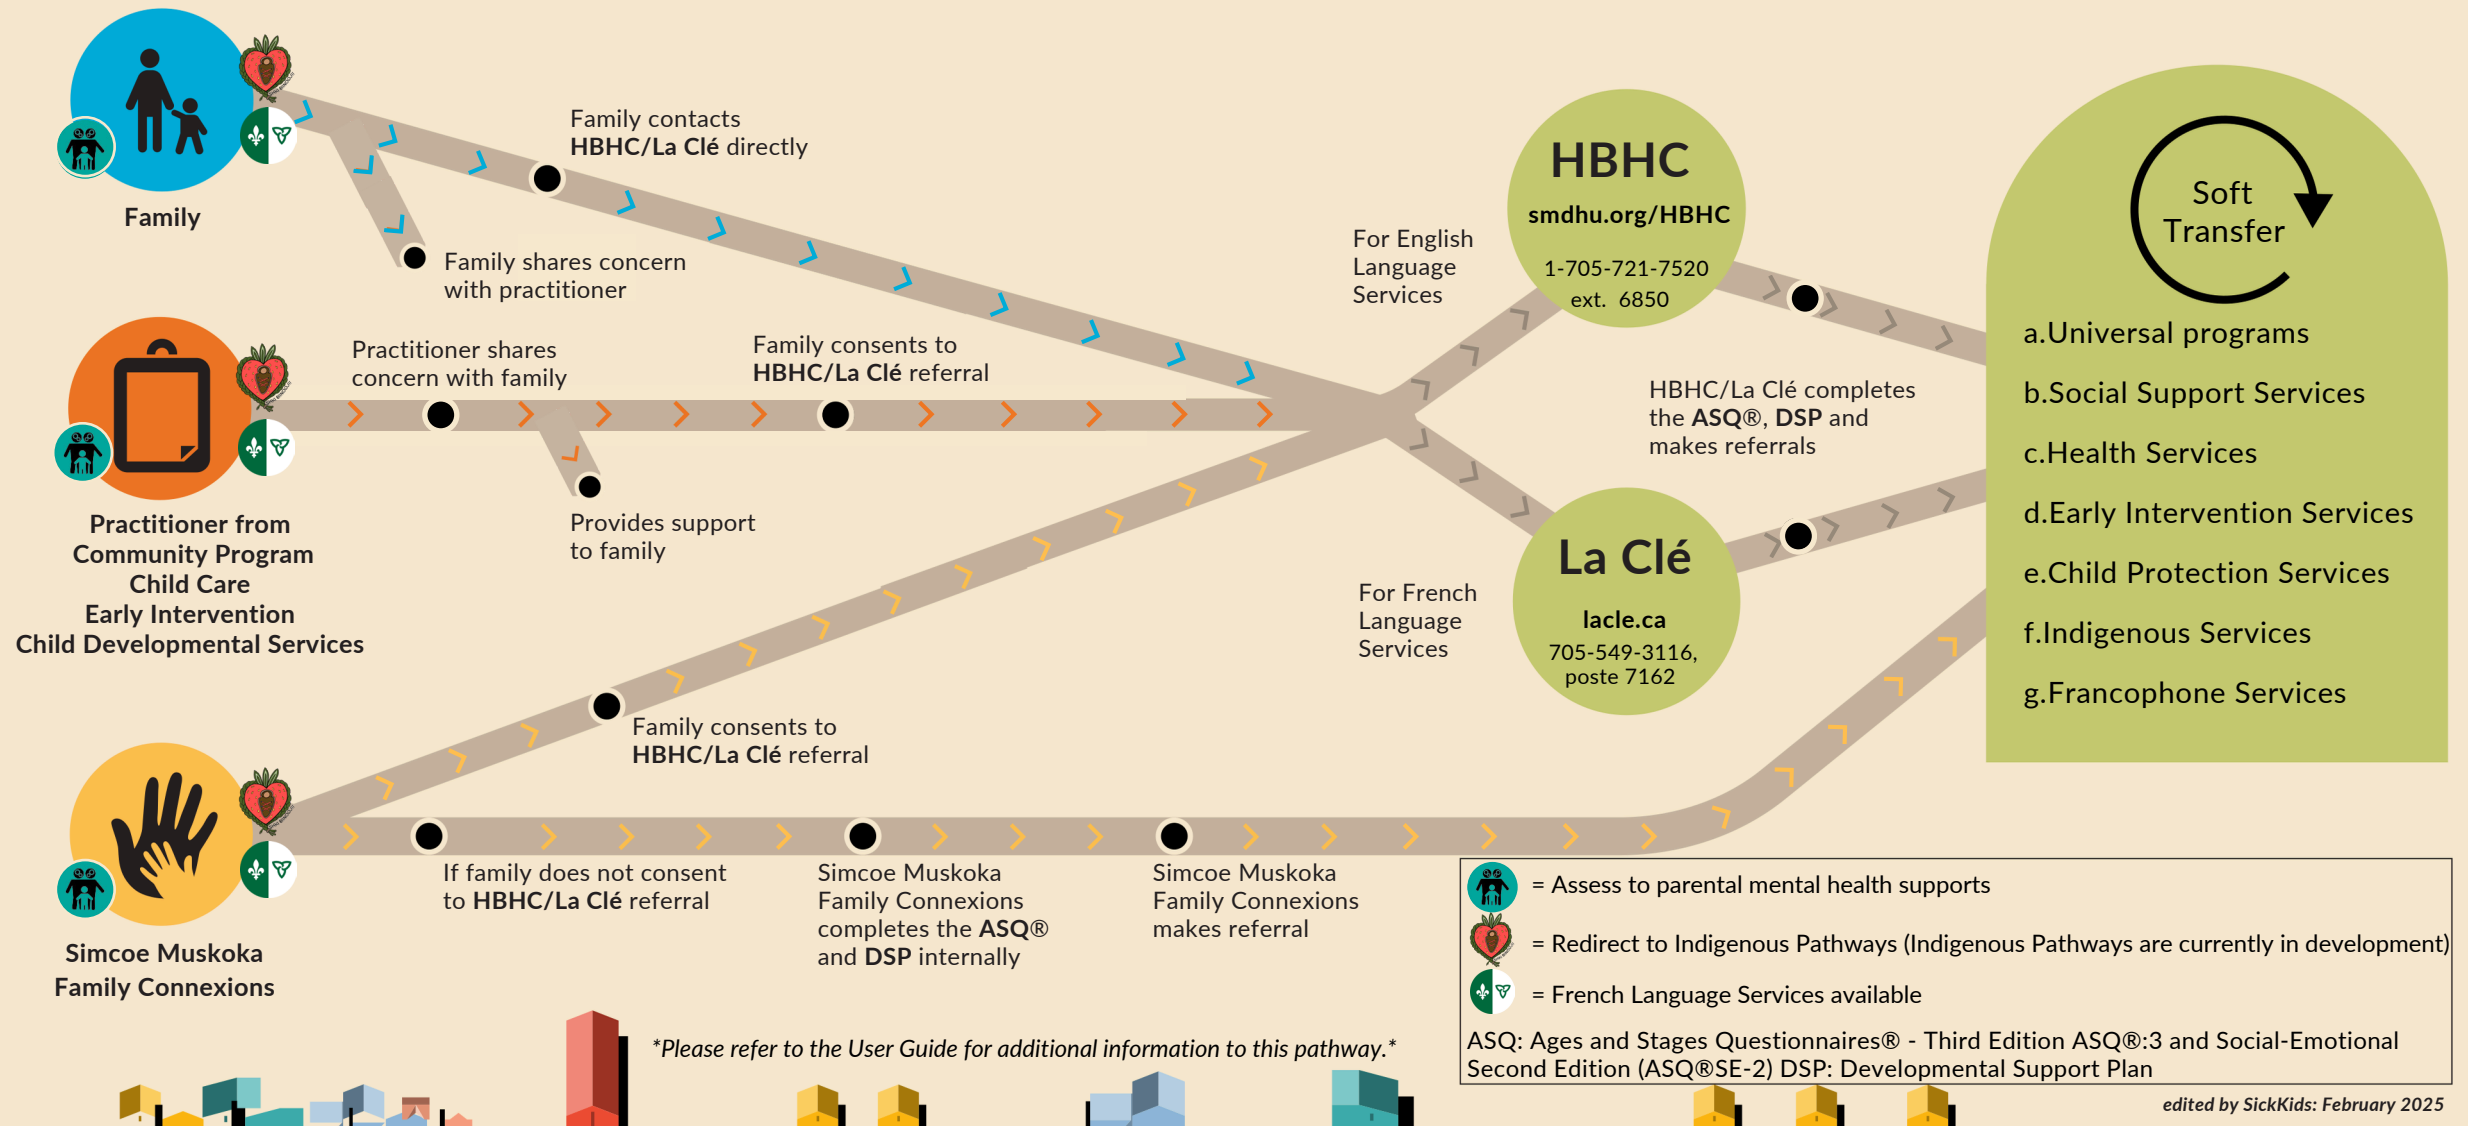 Family
Family contacts
HBHC/La Clé directly
Family shares concern
with practitioner
Practitioner from
Community Program
Child Care
Early Intervention
Child Developmental Services
Practitioner shares
concern with family
Family consents to
HBHC/La Clé referral
Provides support
to family
Simcoe Muskoka
Family Connexions
Family consents to
HBHC/La Clé referral
If family does not consent
to HBHC/La Clé referral
Simcoe Muskoka
Family Connexions
completes the ASQ®
and DSP internally
Simcoe Muskoka
Family Connexions
makes referral
For English
Language
Services
HBHC
smdhu.org/HBHC
1-705-721-7520
ext. 6850
HBHC/La Clé completes
the ASQ®, DSP and
makes referrals
For French
Language
Services
La Clé
lacle.ca
705-549-3116,
poste 7162
Soft
Transfer
a.Universal programs
b.Social Support Services
c.Health Services
d.Early Intervention Services
e.Child Protection Services
f.Indigenous Services
g.Francophone Services
= Assess to parental mental health supports
= Redirect to Indigenous Pathways (Indigenous Pathways are currently in development)
= French Language Services available
ASQ: Ages and Stages Questionnaires® - Third Edition ASQ®:3 and Social-Emotional
Second Edition (ASQ®SE-2) DSP: Developmental Support Plan
*Please refer to the User Guide for additional information to this pathway.*
edited by SickKids: February 2025